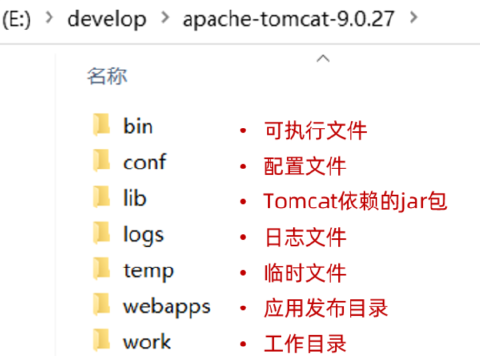 (E:) > develop > apache-tomcat-9.0.27 >
名称
bin • 可执行文件
conf • 配置文件
lib • Tomcat依赖的jar包
logs • 日志文件
temp • 临时文件
webapps • 应用发布目录
work • 工作目录